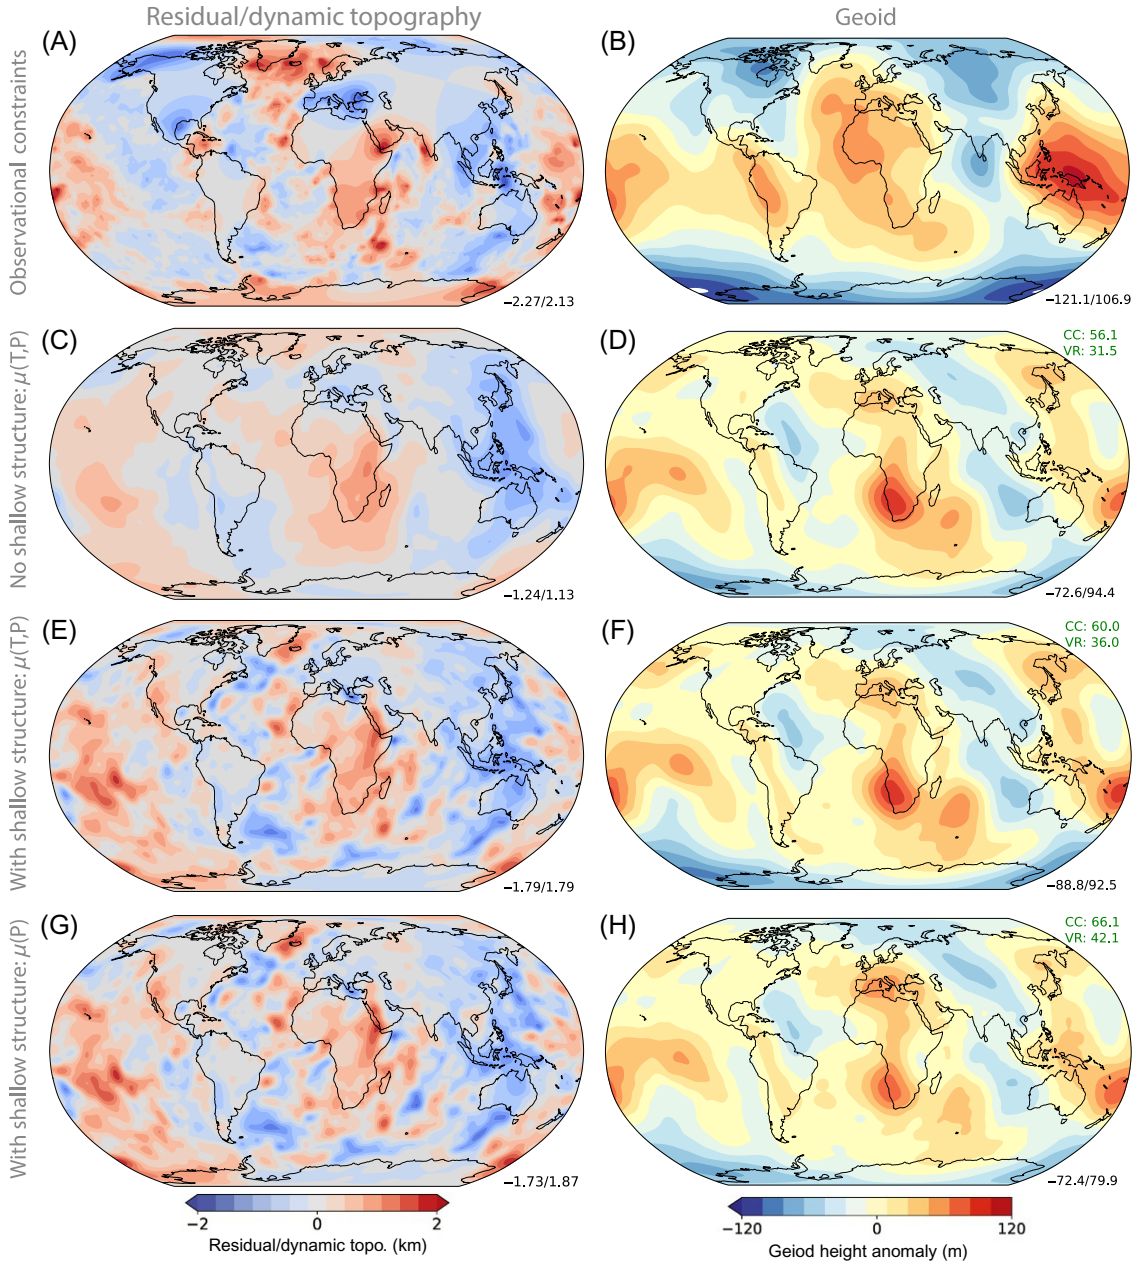 Residual/dynamic topography
Geoid
Observational constraints
(A)
(B)
−2.27/2.13
−121.1/106.9
No shallow structure: μ(T,P)
(C)
(D)
CC: 56.1
VR: 31.5
−1.24/1.13
−72.6/94.4
With shallow structure: μ(T,P)
(E)
(F)
CC: 60.0
VR: 36.0
−1.79/1.79
−88.8/92.5
With shallow structure: μ(P)
(G)
(H)
CC: 66.1
VR: 42.1
−1.73/1.87
−72.4/79.9
−2 0 2
Residual/dynamic topo. (km)
−120 0 120
Geiod height anomaly (m)